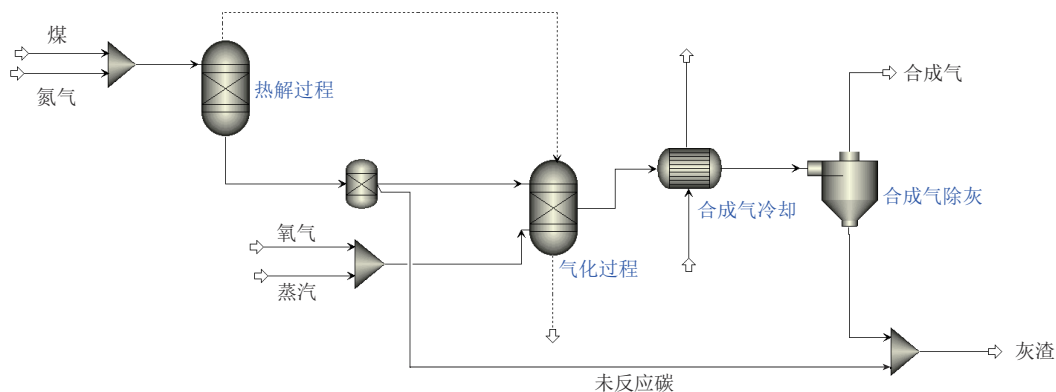 煤
氮气
热解过程
合成气
合成气冷却
合成气除灰
氧气
蒸汽
气化过程
灰渣
未反应碳